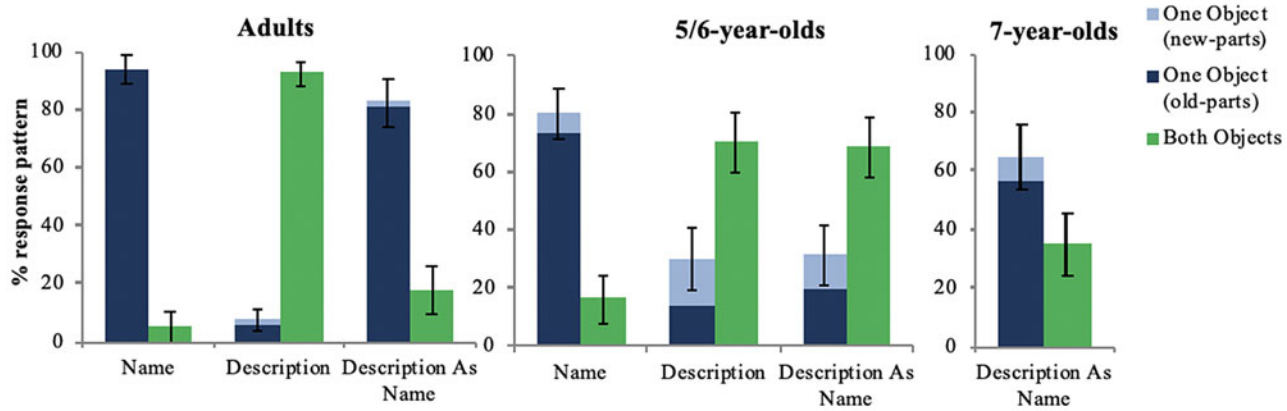 Adults
5/6-year-olds
7-year-olds
One Object
(new-parts)
One Object
(old-parts)
Both Objects
% response pattern
100
80
60
40
20
0
Name
Description
Description As
Name
100
80
60
40
20
0
Name
Description
Description As
Name
100
80
60
40
20
0
Description As
Name